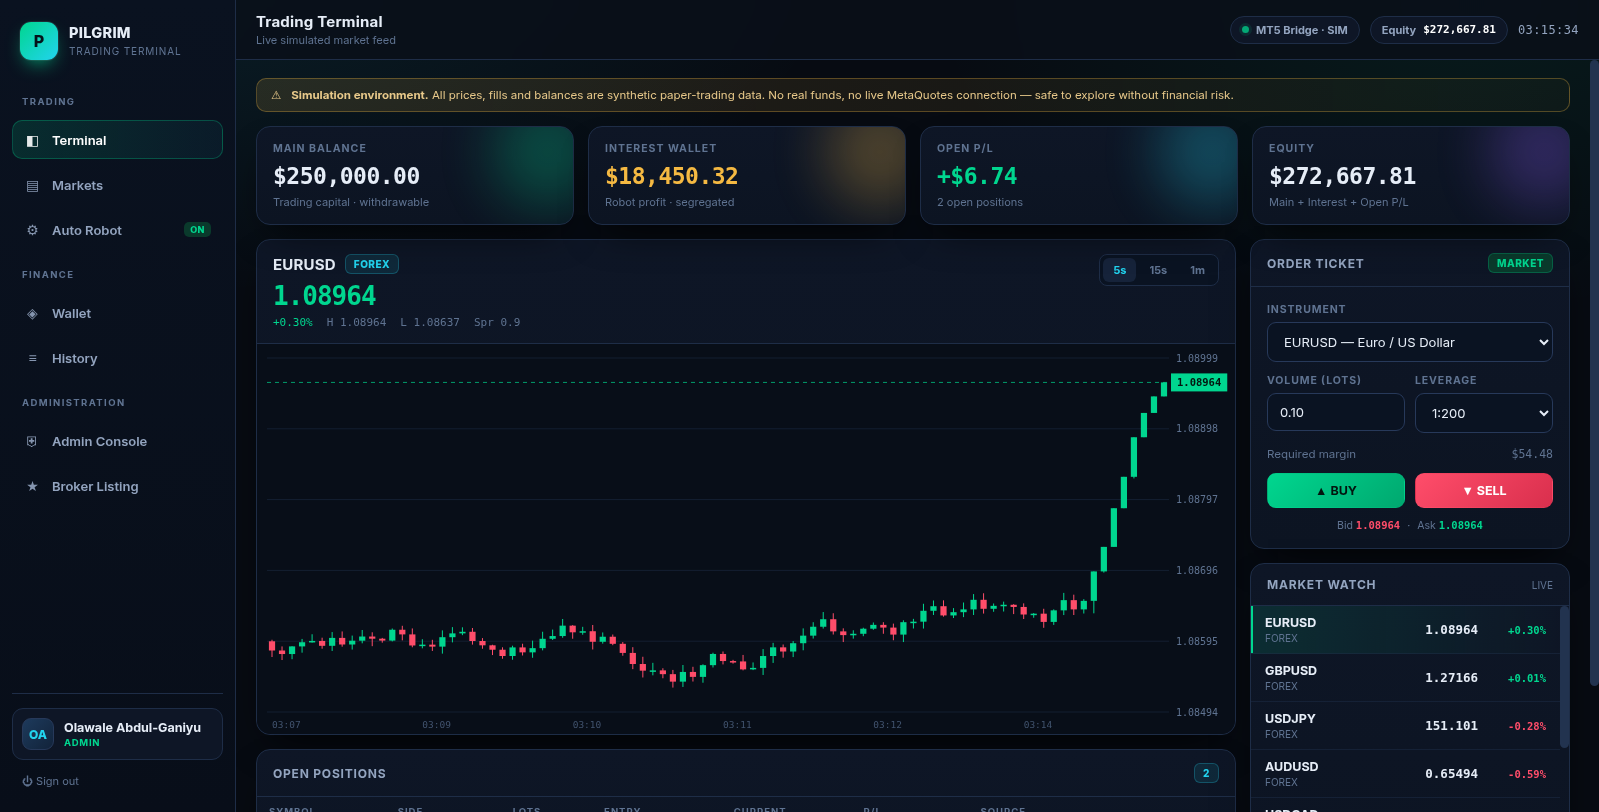 P
PILGRIM
TRADING TERMINAL
TRADING
Terminal
Markets
Auto Robot ON
FINANCE
Wallet
History
ADMINISTRATION
Admin Console
Broker Listing
OA
Olawale Abdul-Ganiyu
ADMIN
Sign out
Trading Terminal
Live simulated market feed
MT5 Bridge · SIM
Equity $272,667.81
03:15:34
⚠ Simulation environment. All prices, fills and balances are synthetic paper-trading data. No real funds, no live MetaQuotes connection — safe to explore without financial risk.
MAIN BALANCE
$250,000.00
Trading capital · withdrawable
INTEREST WALLET
$18,450.32
Robot profit · segregated
OPEN P/L
+$6.74
2 open positions
EQUITY
$272,667.81
Main + Interest + Open P/L
EURUSD FOREX
1.08964
+0.30% H 1.08964 L 1.08637 Spr 0.9
5s 15s 1m
1.08999
1.08964
1.08898
1.08797
1.08696
1.08595
1.08494
03:07 03:09 03:10 03:11 03:12 03:14
OPEN POSITIONS 2
SYMBOL SIDE LOTS ENTRY CURRENT P/L SOURCE
ORDER TICKET MARKET
INSTRUMENT
EURUSD — Euro / US Dollar
VOLUME (LOTS) LEVERAGE
0.10 1:200
Required margin $54.48
▲ BUY ▼ SELL
Bid 1.08964 · Ask 1.08964
MARKET WATCH LIVE
EURUSD 1.08964 +0.30%
FOREX
GBPUSD 1.27166 +0.01%
FOREX
USDJPY 151.101 -0.28%
FOREX
AUDUSD 0.65494 -0.59%
FOREX
USDCAD